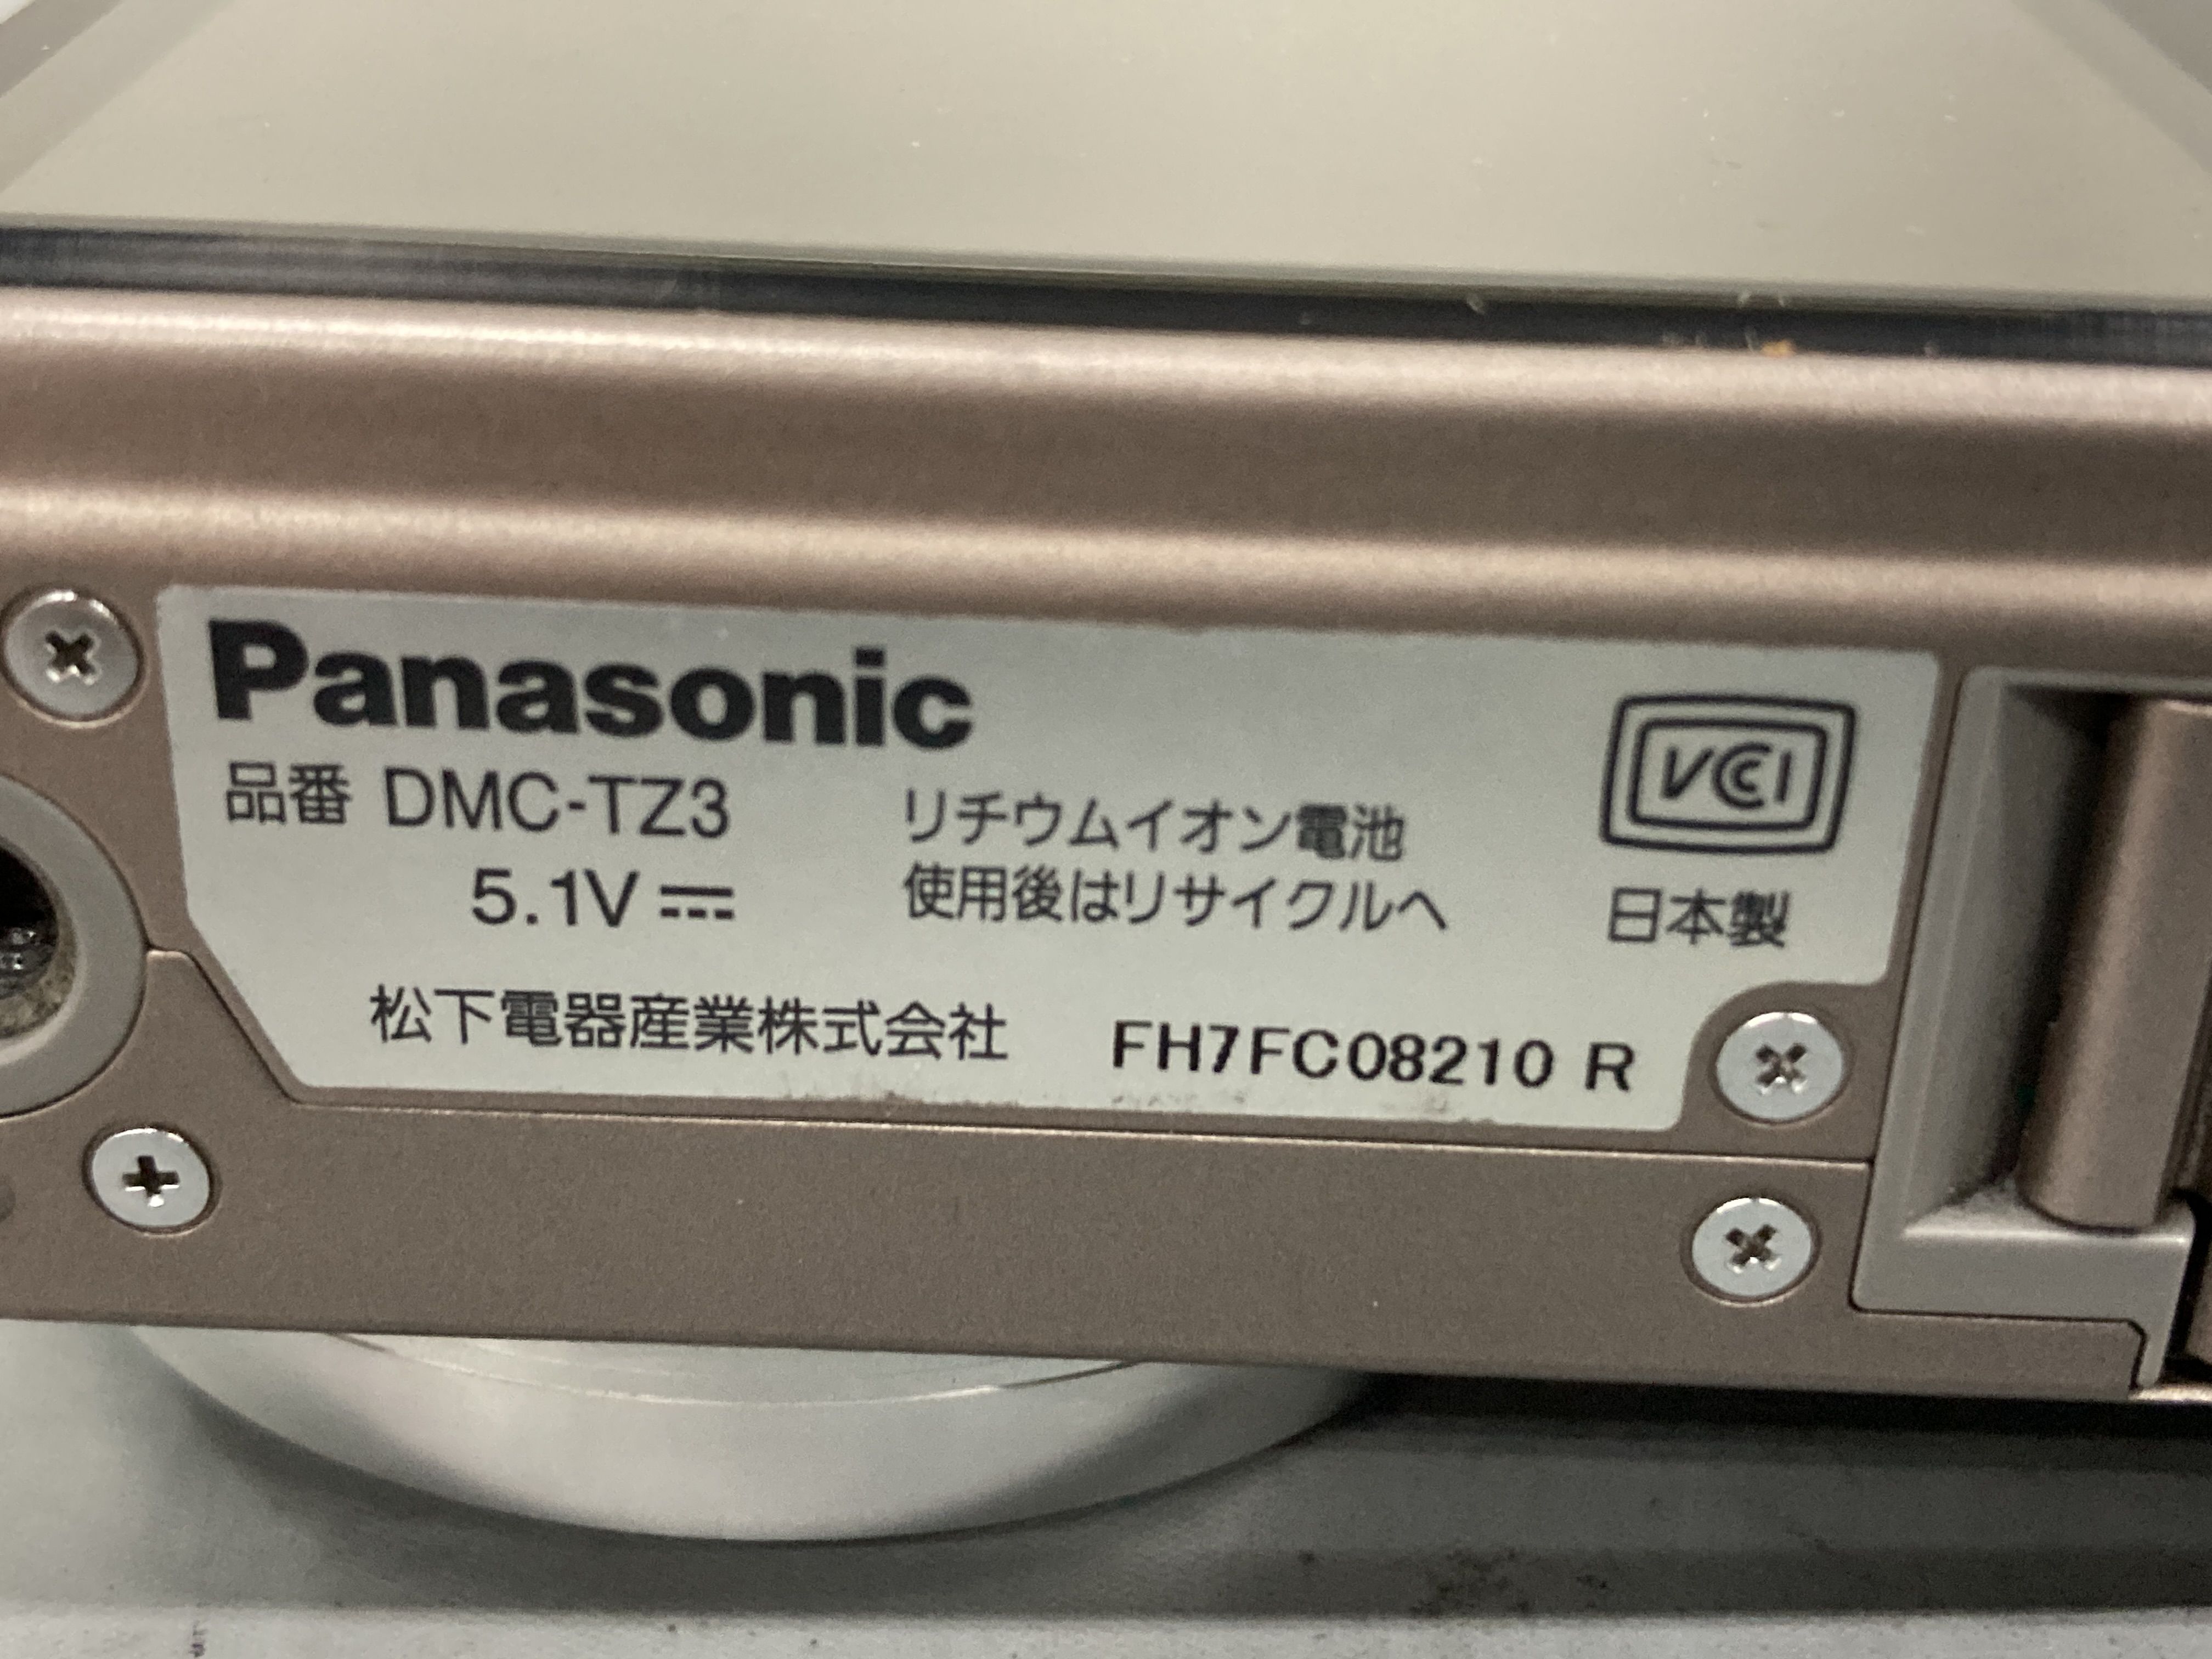 Panasonic
品番 DMC-TZ3
5.1V
リチウムイオン電池
使用後はリサイクルへ
VCCI
日本製
松下電器産業株式会社
FH7FC08210 R